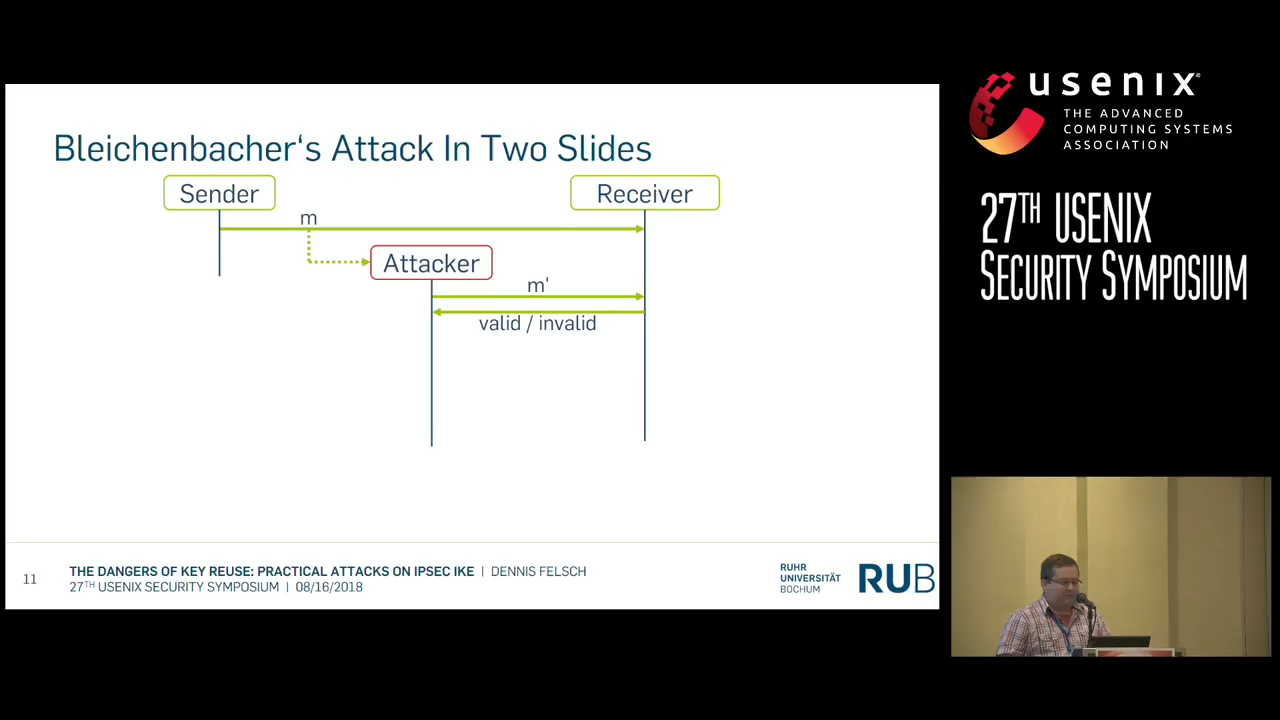 Bleichenbacher‘s Attack In Two Slides
Sender
Receiver
m
Attacker
m'
valid / invalid
11
THE DANGERS OF KEY REUSE: PRACTICAL ATTACKS ON IPSEC IKE | DENNIS FELSCH
27TH USENIX SECURITY SYMPOSIUM | 08/16/2018
RUHR
UNIVERSITÄT
BOCHUM
RUB
usenix®
THE ADVANCED
COMPUTING SYSTEMS
ASSOCIATION
27TH USENIX
SECURITY SYMPOSIUM